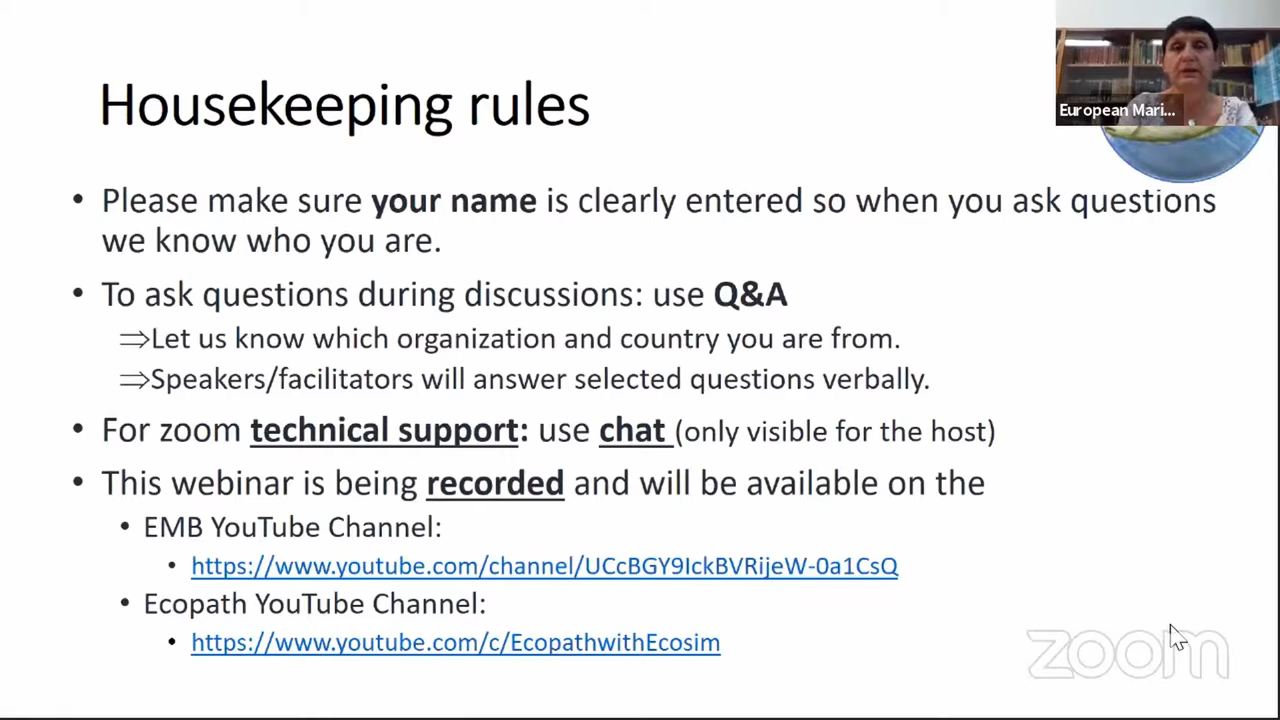 Housekeeping rules
European Mari...
• Please make sure your name is clearly entered so when you ask questions
we know who you are.
• To ask questions during discussions: use Q&A
⇒Let us know which organization and country you are from.
⇒Speakers/facilitators will answer selected questions verbally.
• For zoom technical support: use chat (only visible for the host)
• This webinar is being recorded and will be available on the
• EMB YouTube Channel:
• https://www.youtube.com/channel/UCcBGY9IckBVRijeW-0a1CsQ
• Ecopath YouTube Channel:
• https://www.youtube.com/c/EcopathwithEcosim
zoom